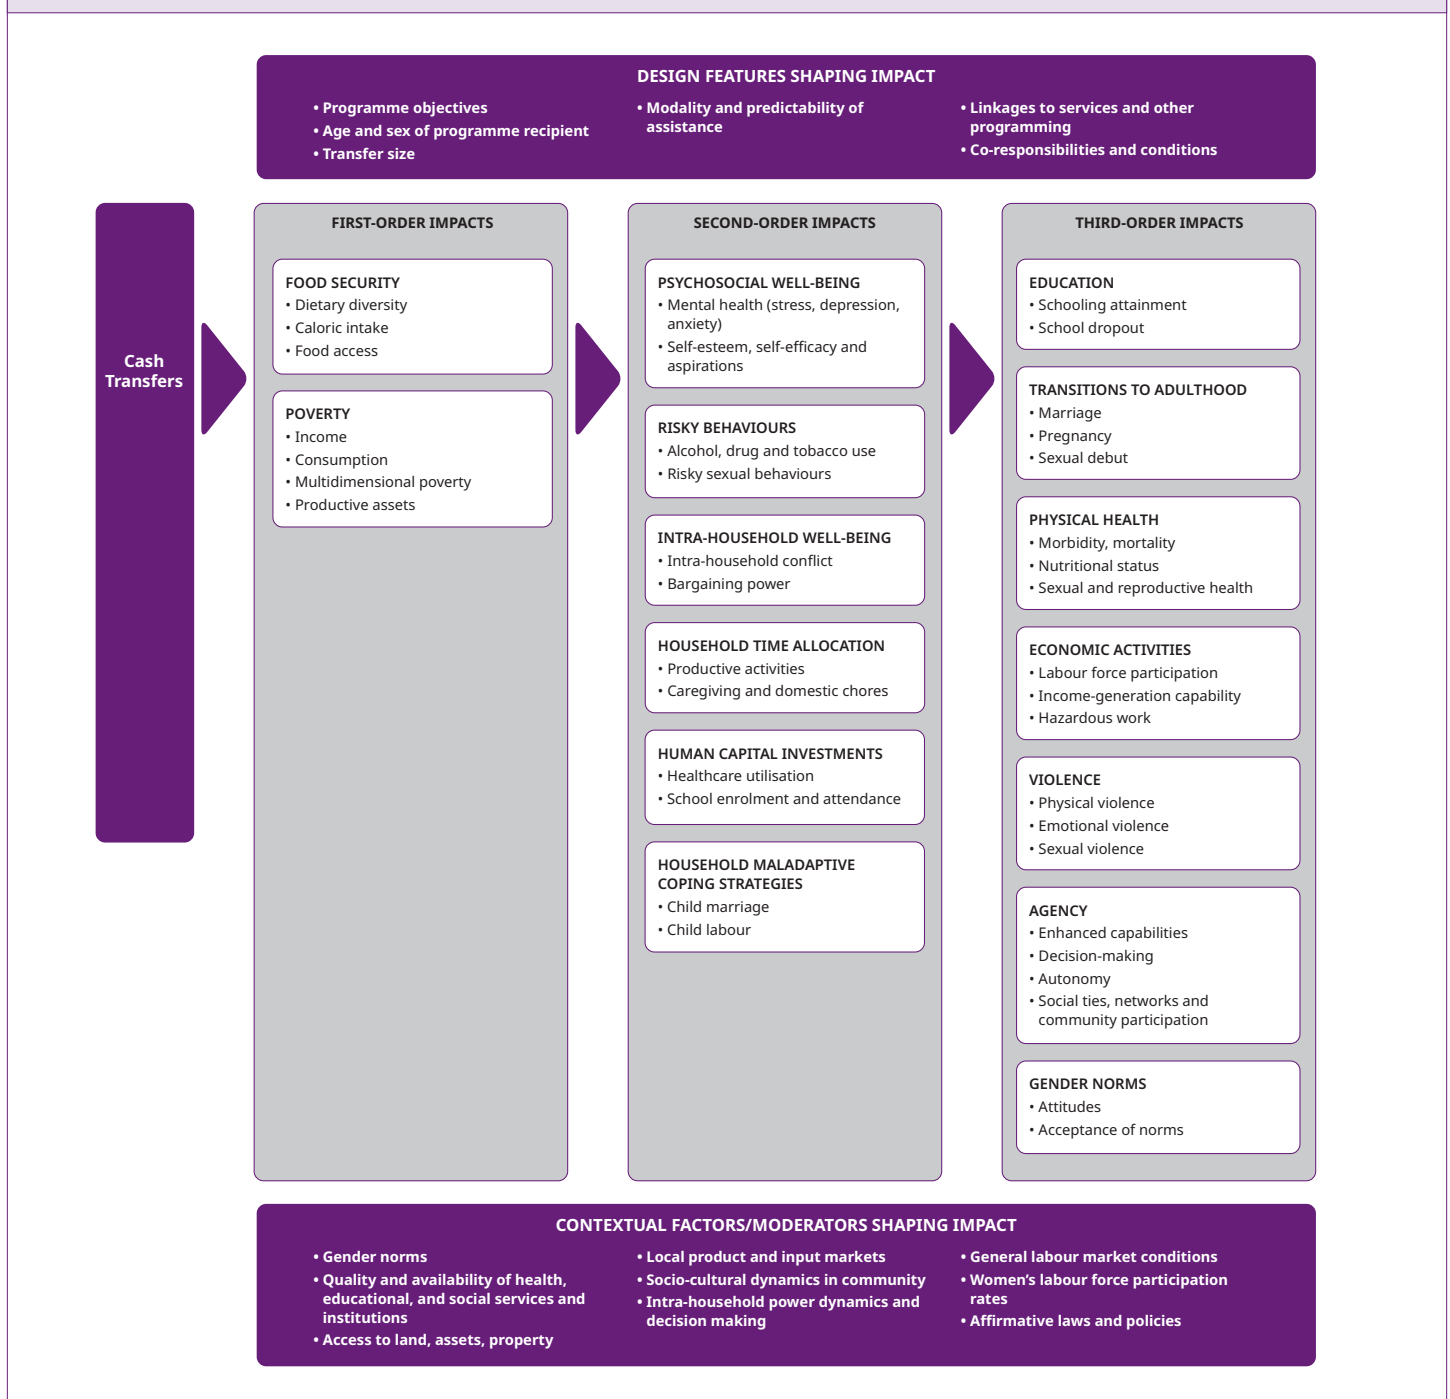 DESIGN FEATURES SHAPING IMPACT
• Programme objectives
• Age and sex of programme recipient
• Transfer size
• Modality and predictability of
assistance
• Linkages to services and other
programming
• Co-responsibilities and conditions
Cash
Transfers
FIRST-ORDER IMPACTS
FOOD SECURITY
• Dietary diversity
• Caloric intake
• Food access
POVERTY
• Income
• Consumption
• Multidimensional poverty
• Productive assets
SECOND-ORDER IMPACTS
PSYCHOSOCIAL WELL-BEING
• Mental health (stress, depression,
anxiety)
• Self-esteem, self-efficacy and
aspirations
RISKY BEHAVIOURS
• Alcohol, drug and tobacco use
• Risky sexual behaviours
INTRA-HOUSEHOLD WELL-BEING
• Intra-household conflict
• Bargaining power
HOUSEHOLD TIME ALLOCATION
• Productive activities
• Caregiving and domestic chores
HUMAN CAPITAL INVESTMENTS
• Healthcare utilisation
• School enrolment and attendance
HOUSEHOLD MALADAPTIVE
COPING STRATEGIES
• Child marriage
• Child labour
THIRD-ORDER IMPACTS
EDUCATION
• Schooling attainment
• School dropout
TRANSITIONS TO ADULTHOOD
• Marriage
• Pregnancy
• Sexual debut
PHYSICAL HEALTH
• Morbidity, mortality
• Nutritional status
• Sexual and reproductive health
ECONOMIC ACTIVITIES
• Labour force participation
• Income-generation capability
• Hazardous work
VIOLENCE
• Physical violence
• Emotional violence
• Sexual violence
AGENCY
• Enhanced capabilities
• Decision-making
• Autonomy
• Social ties, networks and
community participation
GENDER NORMS
• Attitudes
• Acceptance of norms
CONTEXTUAL FACTORS/MODERATORS SHAPING IMPACT
• Gender norms
• Quality and availability of health,
educational, and social services and
institutions
• Access to land, assets, property
• Local product and input markets
• Socio-cultural dynamics in community
• Intra-household power dynamics and
decision making
• General labour market conditions
• Women’s labour force participation
rates
• Affirmative laws and policies